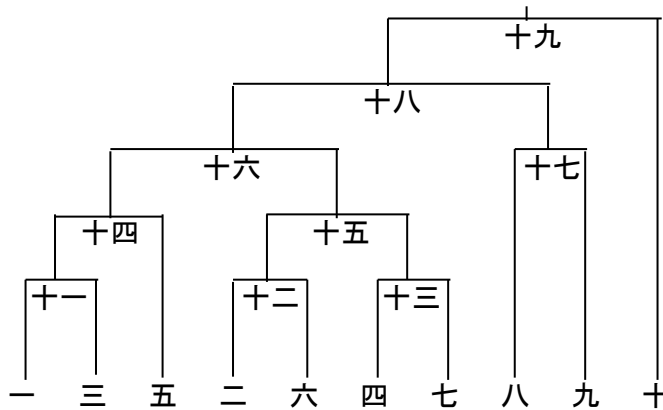 十九
十八
十六 十七
十四 十五
十一 十二 十三
一 三 五 二 六 四 七 八 九 十